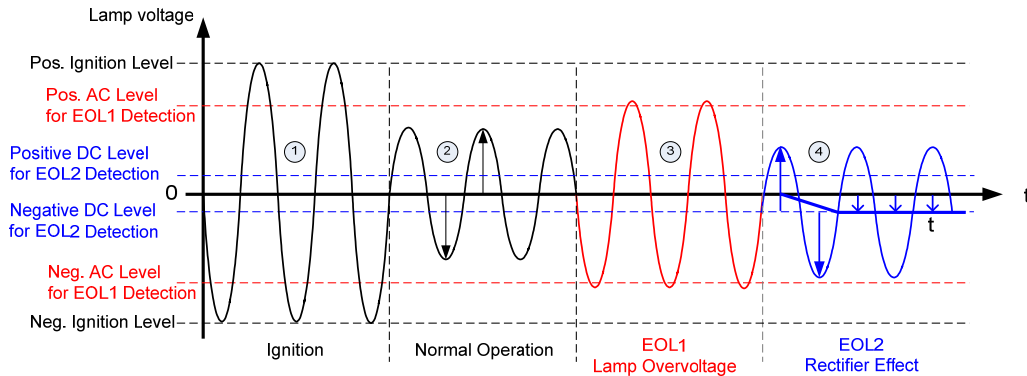 Lamp voltage
Pos. Ignition Level
Pos. AC Level
for EOL1 Detection
Positive DC Level
for EOL2 Detection
0
Negative DC Level
for EOL2 Detection
Neg. AC Level
for EOL1 Detection
Neg. Ignition Level
1
2
3
4
t
t
Ignition
Normal Operation
EOL1
Lamp Overvoltage
EOL2
Rectifier Effect